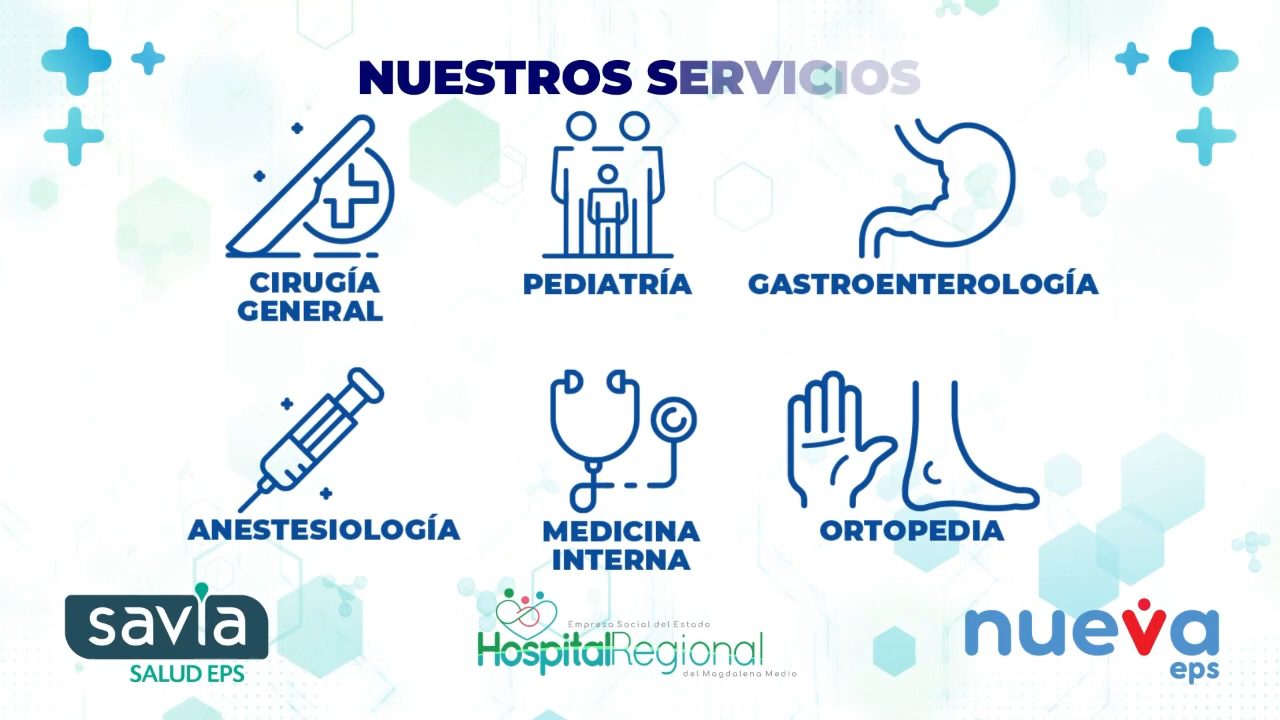 NUESTROS SERVICIOS
CIRUGÍA
GENERAL
PEDIATRÍA
GASTROENTEROLOGÍA
ANESTESIOLOGÍA
MEDICINA
INTERNA
ORTOPEDIA
savia
SALUD EPS
Empresa Social del Estado
HospitalRegional
del Magdalena Medio
nueva
eps